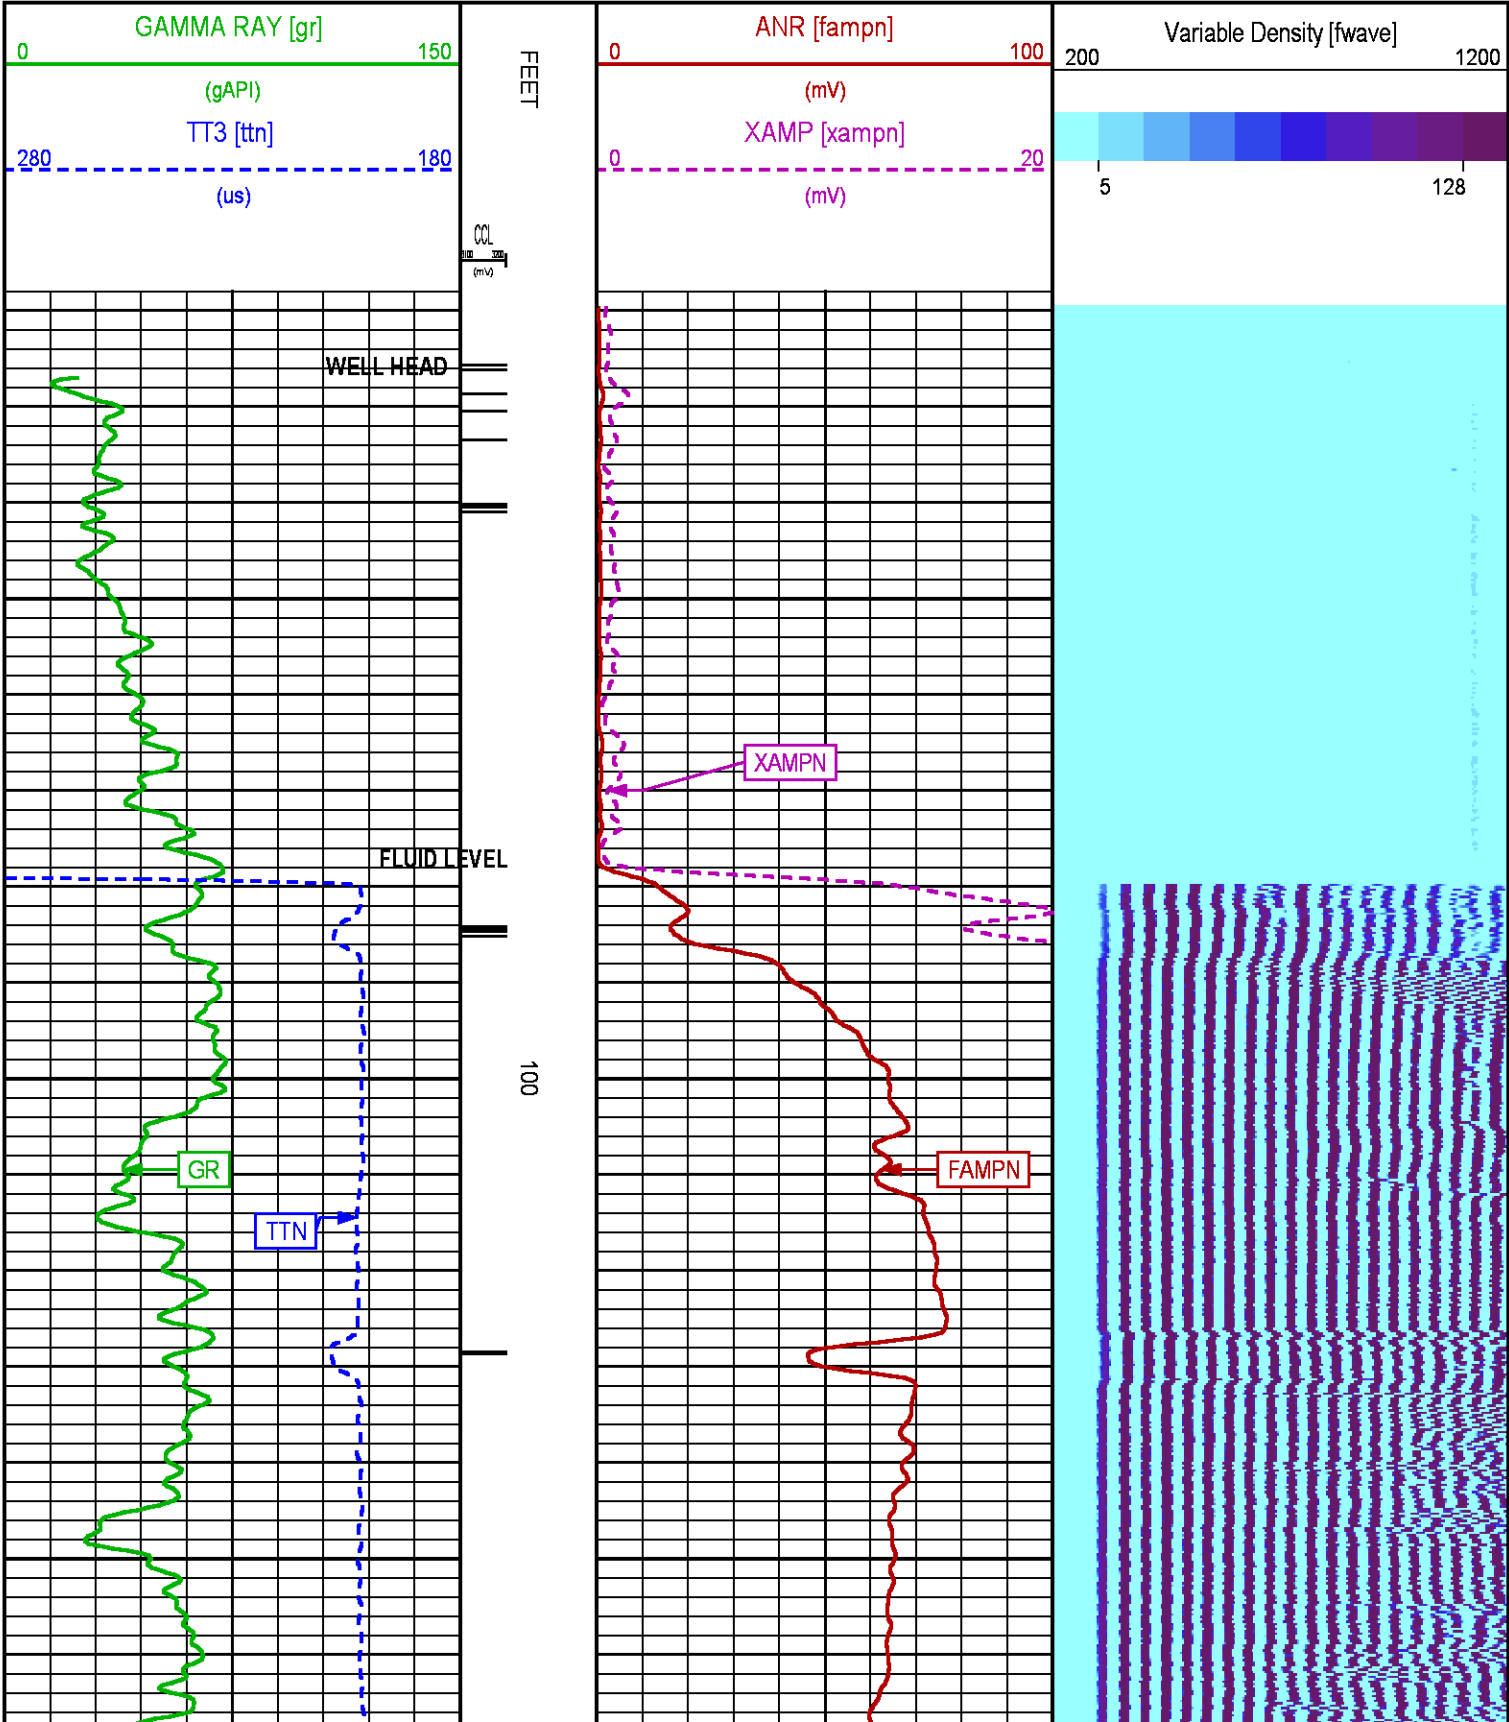 GAMMA RAY [gr]
0 150
(gAPI)
TT3 [ttn]
280 180
(us)
FEET
CCL
(mV)
ANR [fampn]
0 100
(mV)
XAMP [xampn]
0 20
(mV)
Variable Density [fwave]
200 1200
5 128
WELL HEAD
XAMPN
FLUID LEVEL
100
GR
FAMPN
TTN